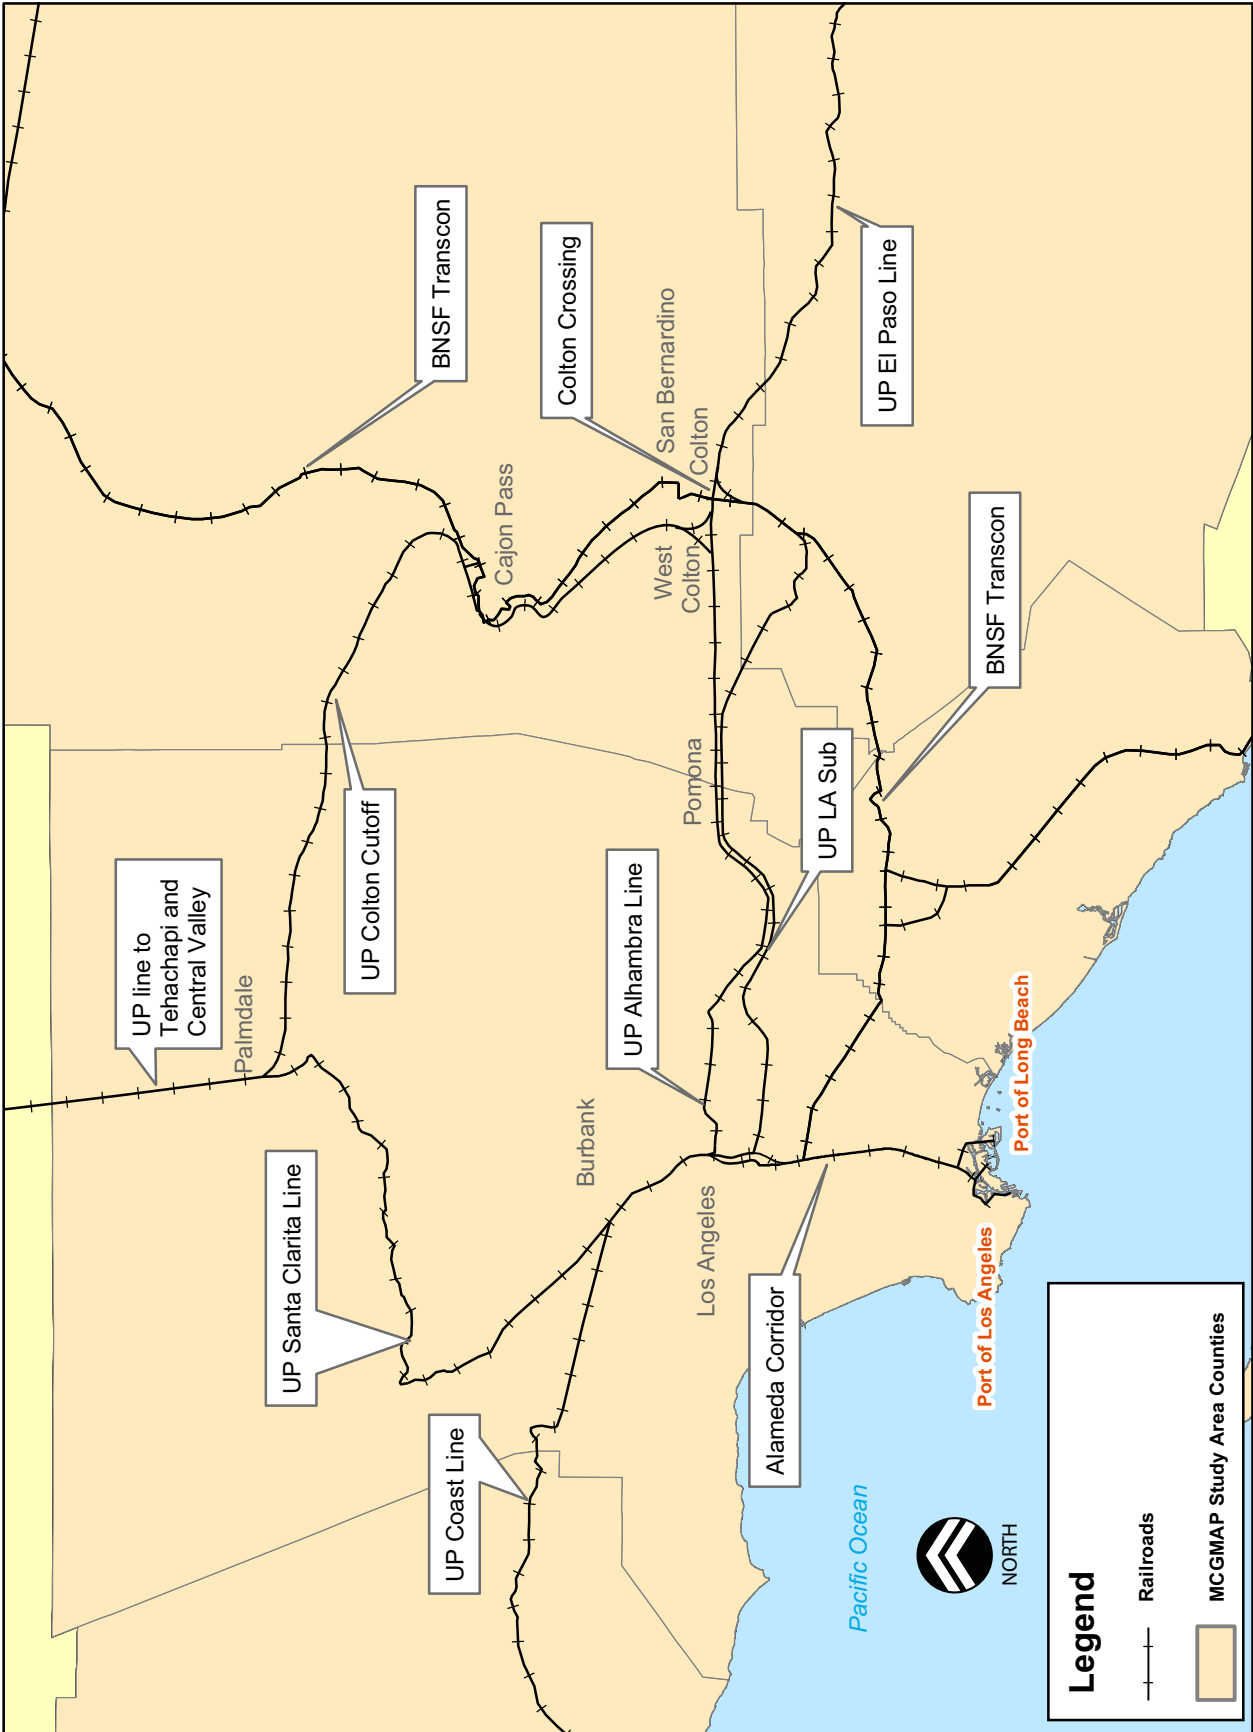 UP line to
Tehachapi and
Central Valley
Palmdale
BNSF Transcon
UP Colton Cutoff
UP Santa Clarita Line
Cajon Pass
UP Coast Line
Colton Crossing
Burbank
UP Alhambra Line
San Bernardino
Colton
West
Colton
Pomona
Los Angeles
UP LA Sub
UP El Paso Line
Alameda Corridor
BNSF Transcon
Port of Los Angeles
Port of Long Beach
Pacific Ocean
NORTH
Legend
Railroads
MCGMAP Study Area Counties